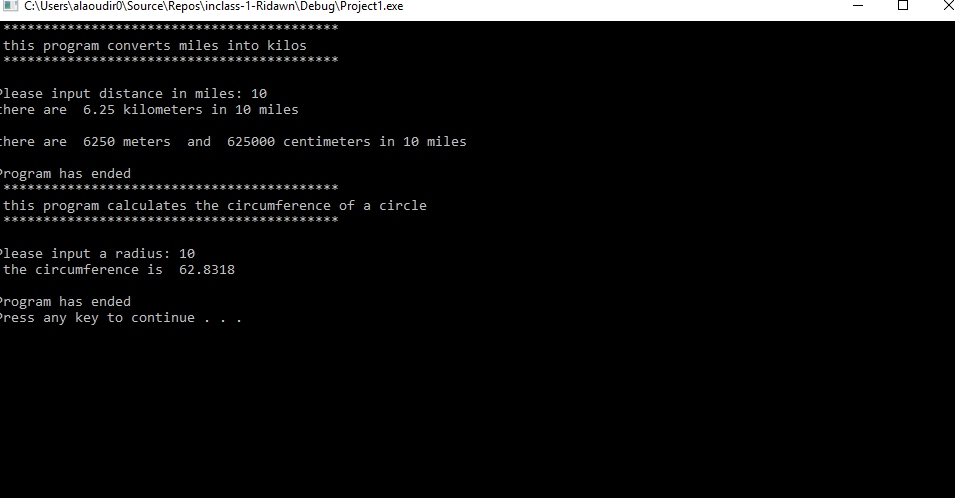 C:\Users\alaoudir0\Source\Repos\inclass-1-Ridawn\Debug\Project1.exe
******************************************
this program converts miles into kilos
******************************************
Please input distance in miles: 10
there are  6.25 kilometers in 10 miles
there are  6250 meters  and  625000 centimeters in 10 miles
Program has ended
******************************************
this program calculates the circumference of a circle
******************************************
Please input a radius: 10
the circumference is  62.8318
Program has ended
Press any key to continue . . .